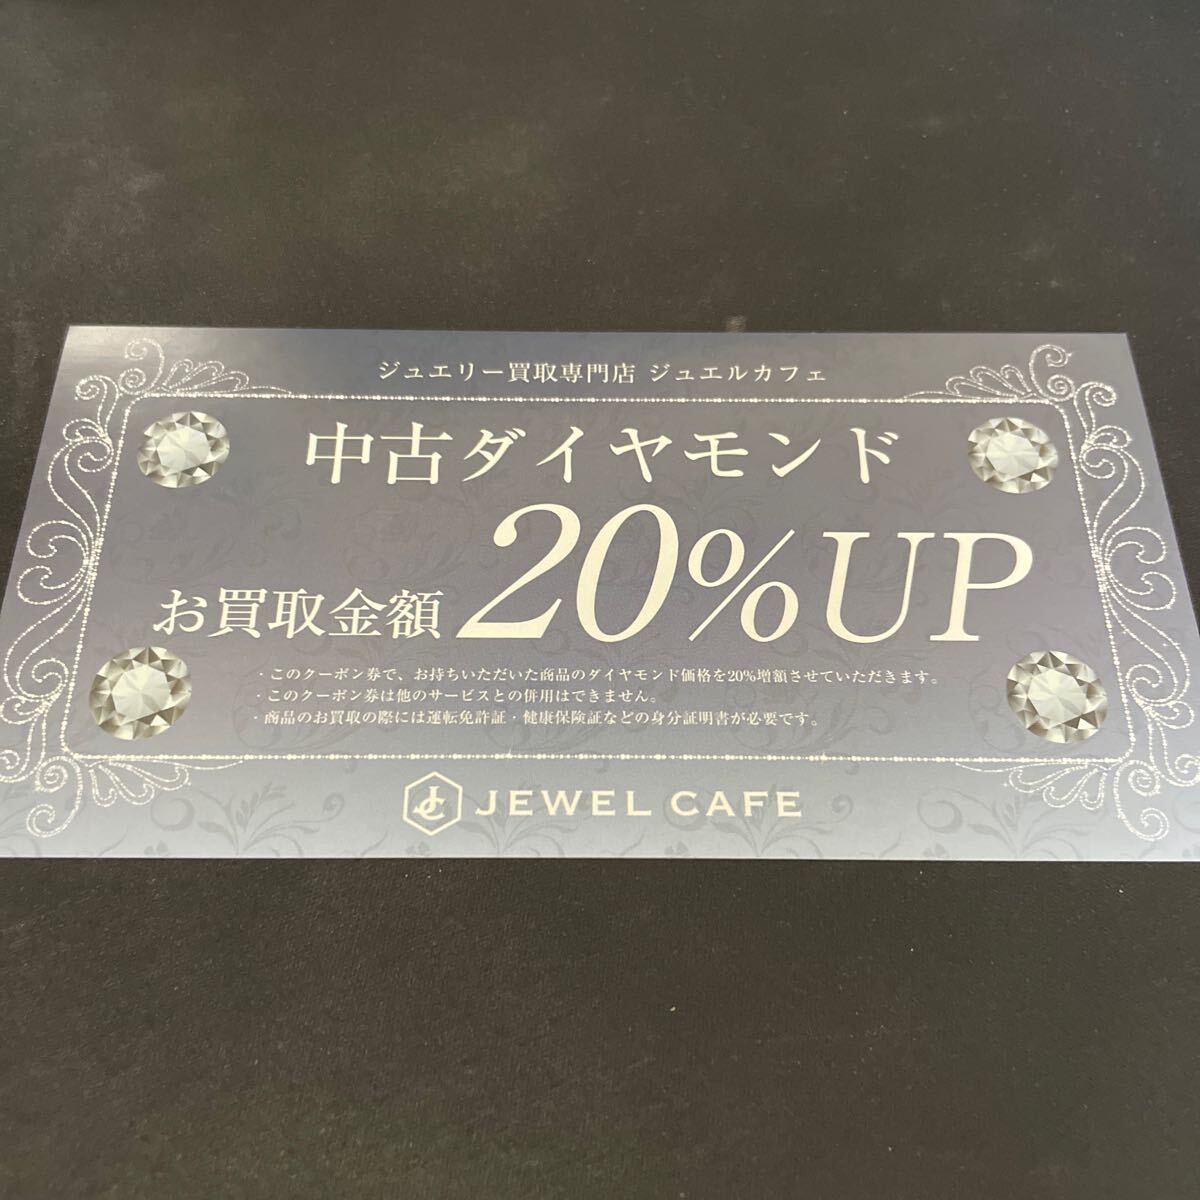 ジュエリー買取専門店 ジュエルカフェ
中古ダイヤモンド
お買取金額 20%UP
・このクーポン券で、お持ちいただいた商品のダイヤモンド価格を20%増額させていただきます。
・このクーポン券は他のサービスとの併用はできません。
・商品のお買取の際には運転免許証・健康保険証などの身分証明書が必要です。
JC JEWEL CAFE